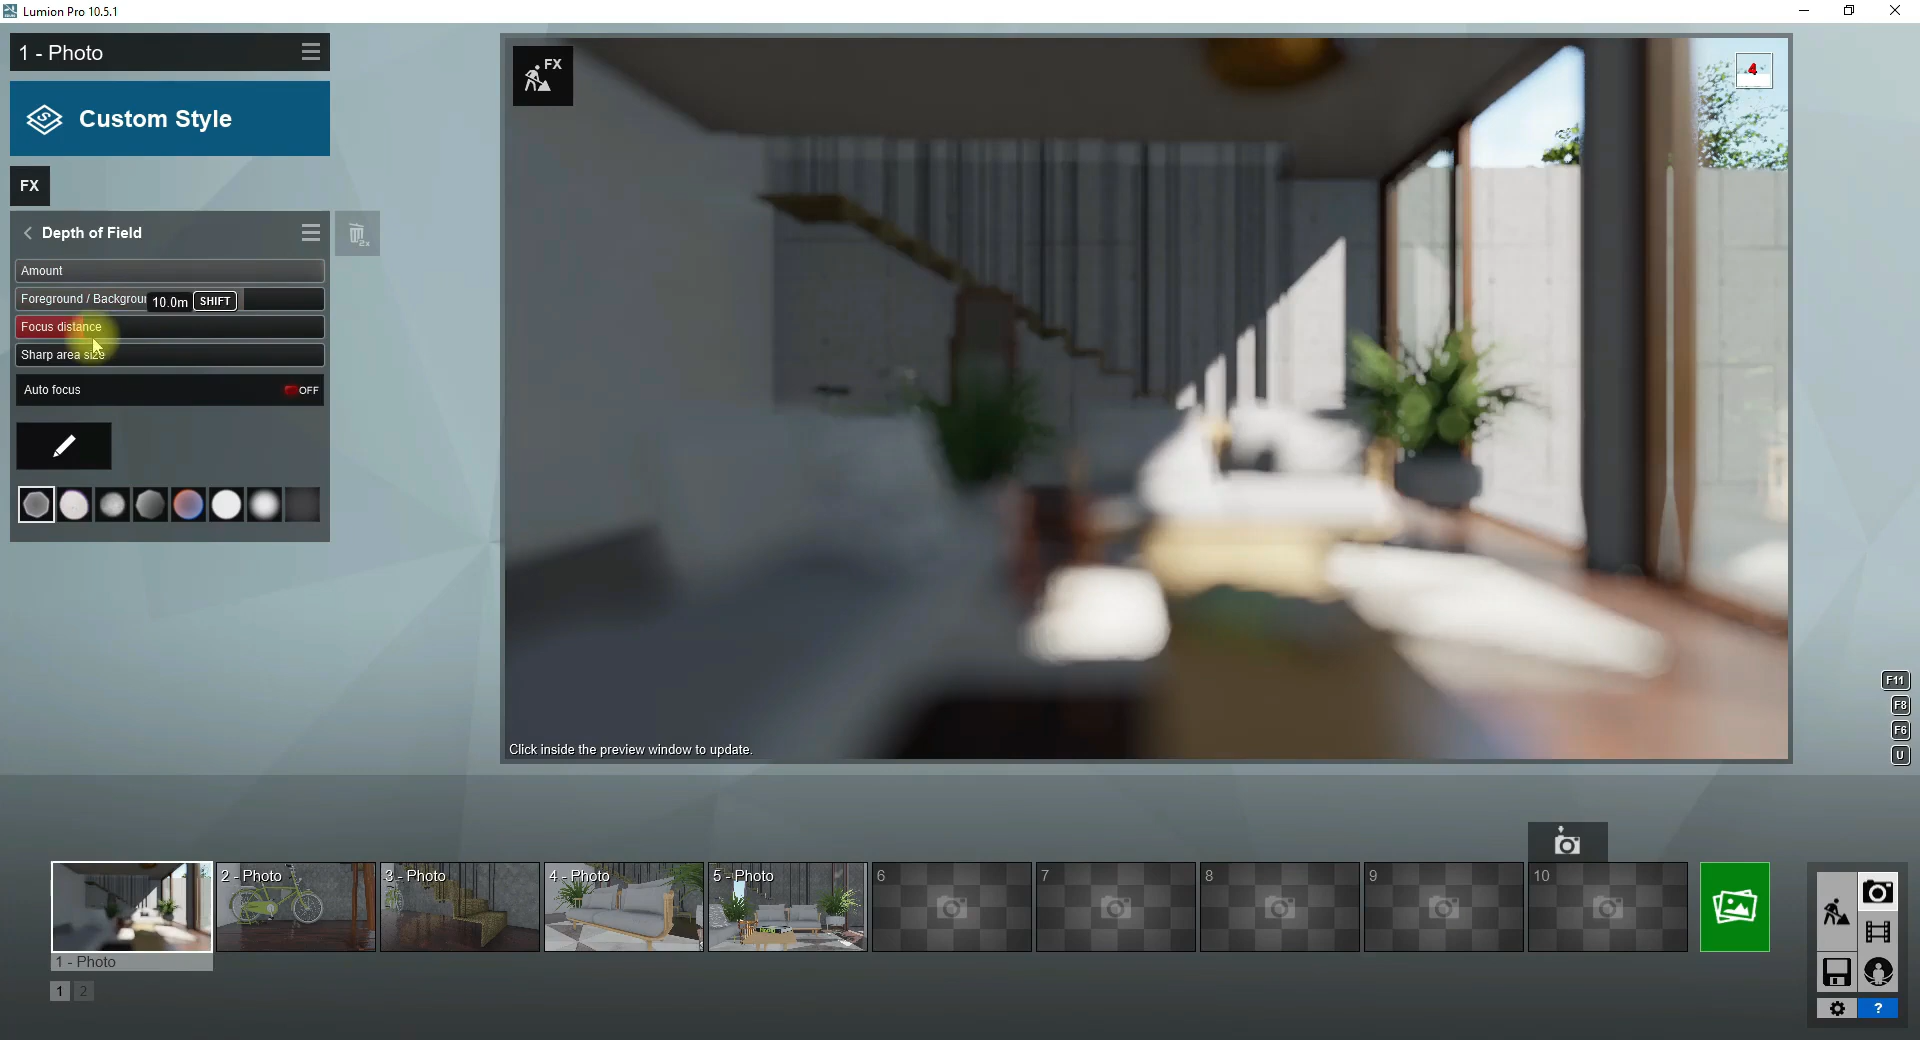 Lumion Pro 10.5.1
1 - Photo
Custom Style
FX
Depth of Field
2x
Amount
Foreground / Backgrou
10.0m SHIFT
Focus distance
Sharp area size
Auto focus
OFF
FX
4
Click inside the preview window to update.
F11
F8
F6
U
1 - Photo
2 - Photo
3 - Photo
4 - Photo
5 - Photo
6
7
8
9
10
1
2
?